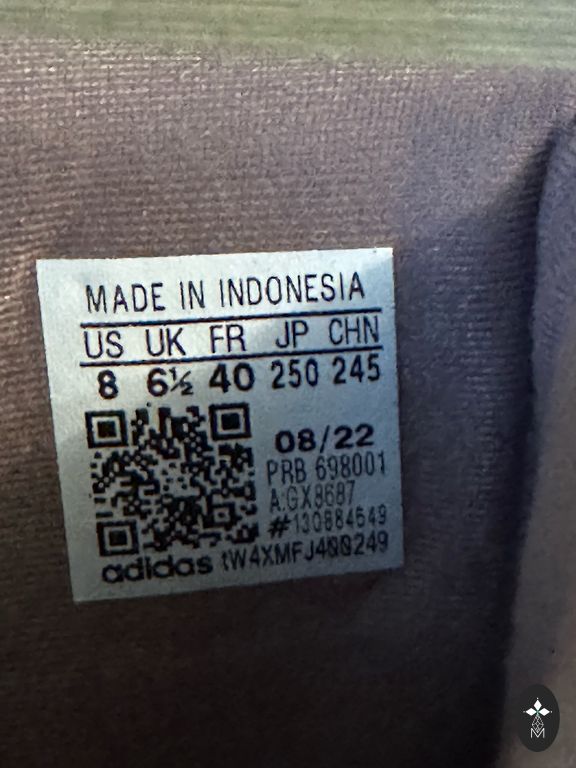 MADE IN INDONESIA
US UK FR JP CHN
8 6½ 40 250 245
08/22
PRB 698001
A:GX8687
#130884549
adidas tW4XMFJ400249
M